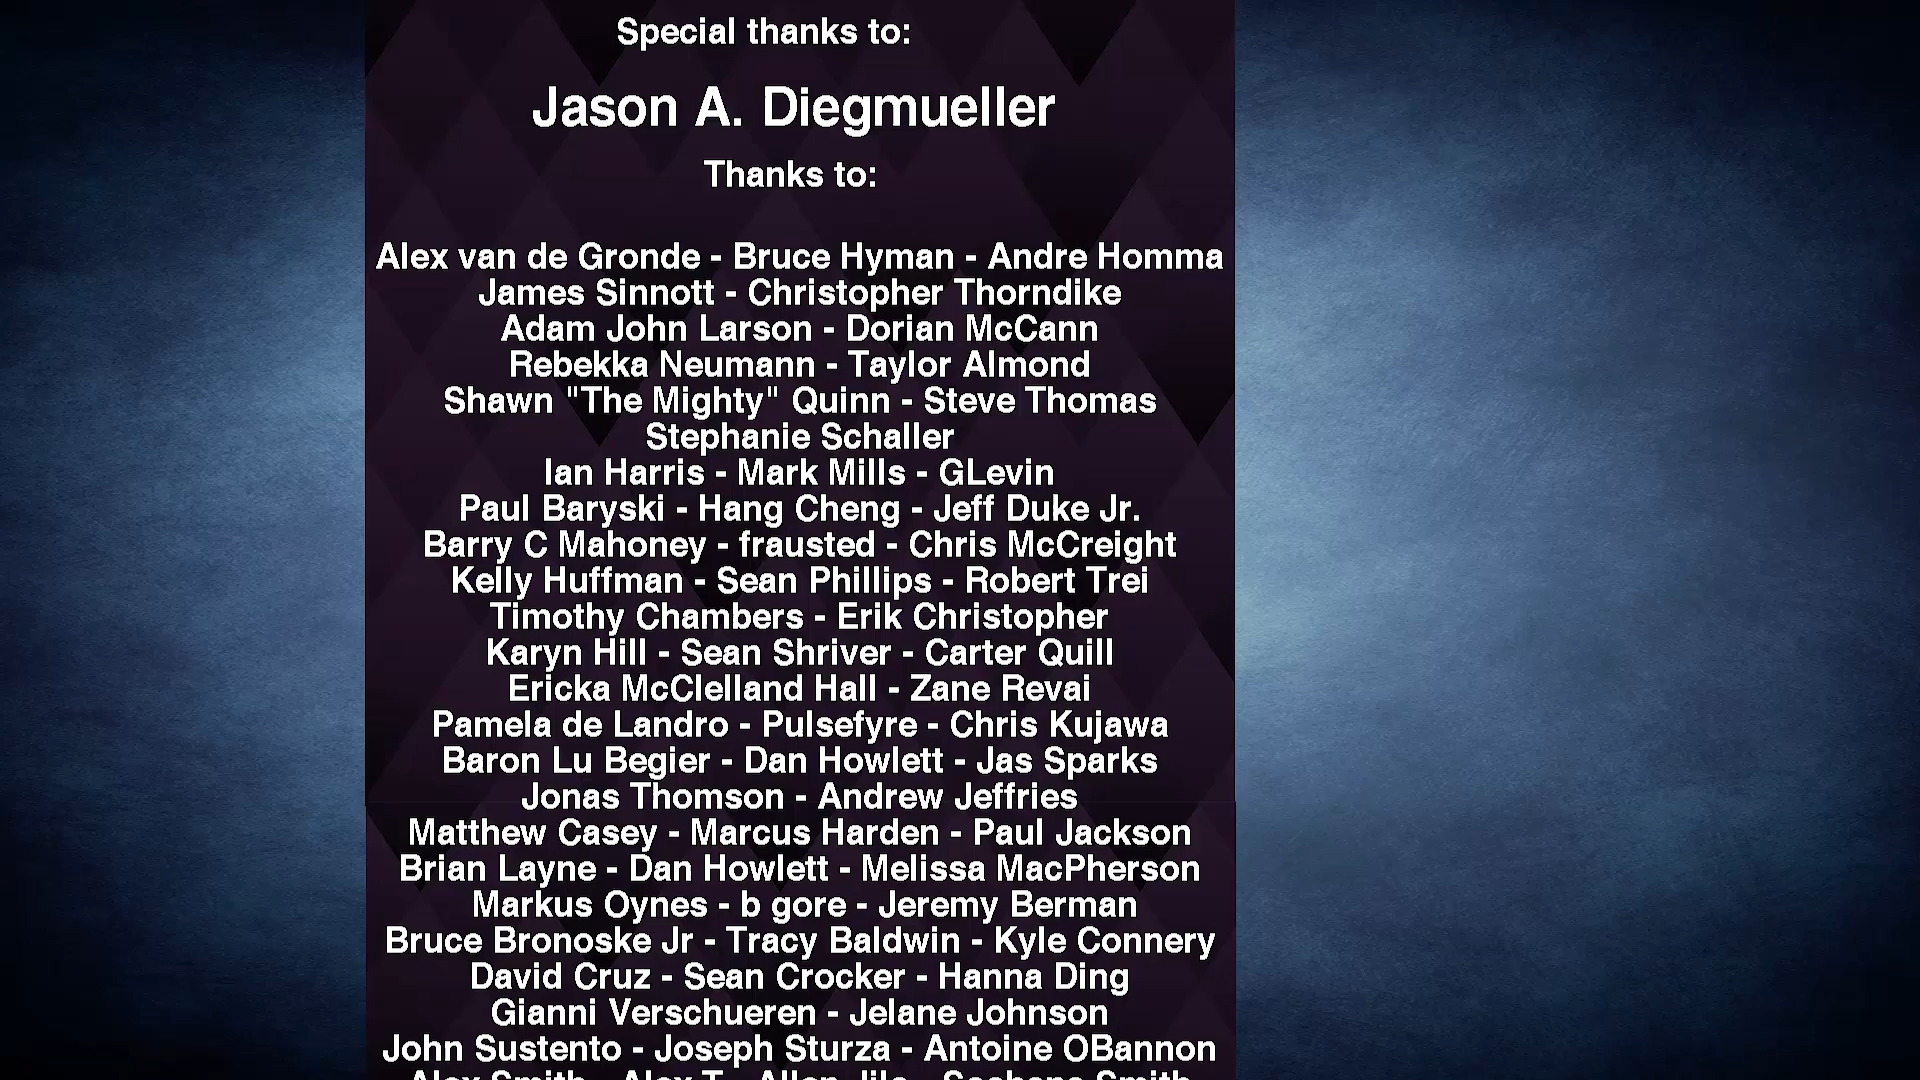 Special thanks to:
Jason A. Diegmueller
Thanks to:
Alex van de Gronde - Bruce Hyman - Andre Homma
James Sinnott - Christopher Thorndike
Adam John Larson - Dorian McCann
Rebekka Neumann - Taylor Almond
Shawn "The Mighty" Quinn - Steve Thomas
Stephanie Schaller
Ian Harris - Mark Mills - GLevin
Paul Baryski - Hang Cheng - Jeff Duke Jr.
Barry C Mahoney - frausted - Chris McCreight
Kelly Huffman - Sean Phillips - Robert Trei
Timothy Chambers - Erik Christopher
Karyn Hill - Sean Shriver - Carter Quill
Ericka McClelland Hall - Zane Revai
Pamela de Landro - Pulsefyre - Chris Kujawa
Baron Lu Begier - Dan Howlett - Jas Sparks
Jonas Thomson - Andrew Jeffries
Matthew Casey - Marcus Harden - Paul Jackson
Brian Layne - Dan Howlett - Melissa MacPherson
Markus Oynes - b gore - Jeremy Berman
Bruce Bronoske Jr - Tracy Baldwin - Kyle Connery
David Cruz - Sean Crocker - Hanna Ding
Gianni Verschueren - Jelane Johnson
John Sustento - Joseph Sturza - Antoine OBannon